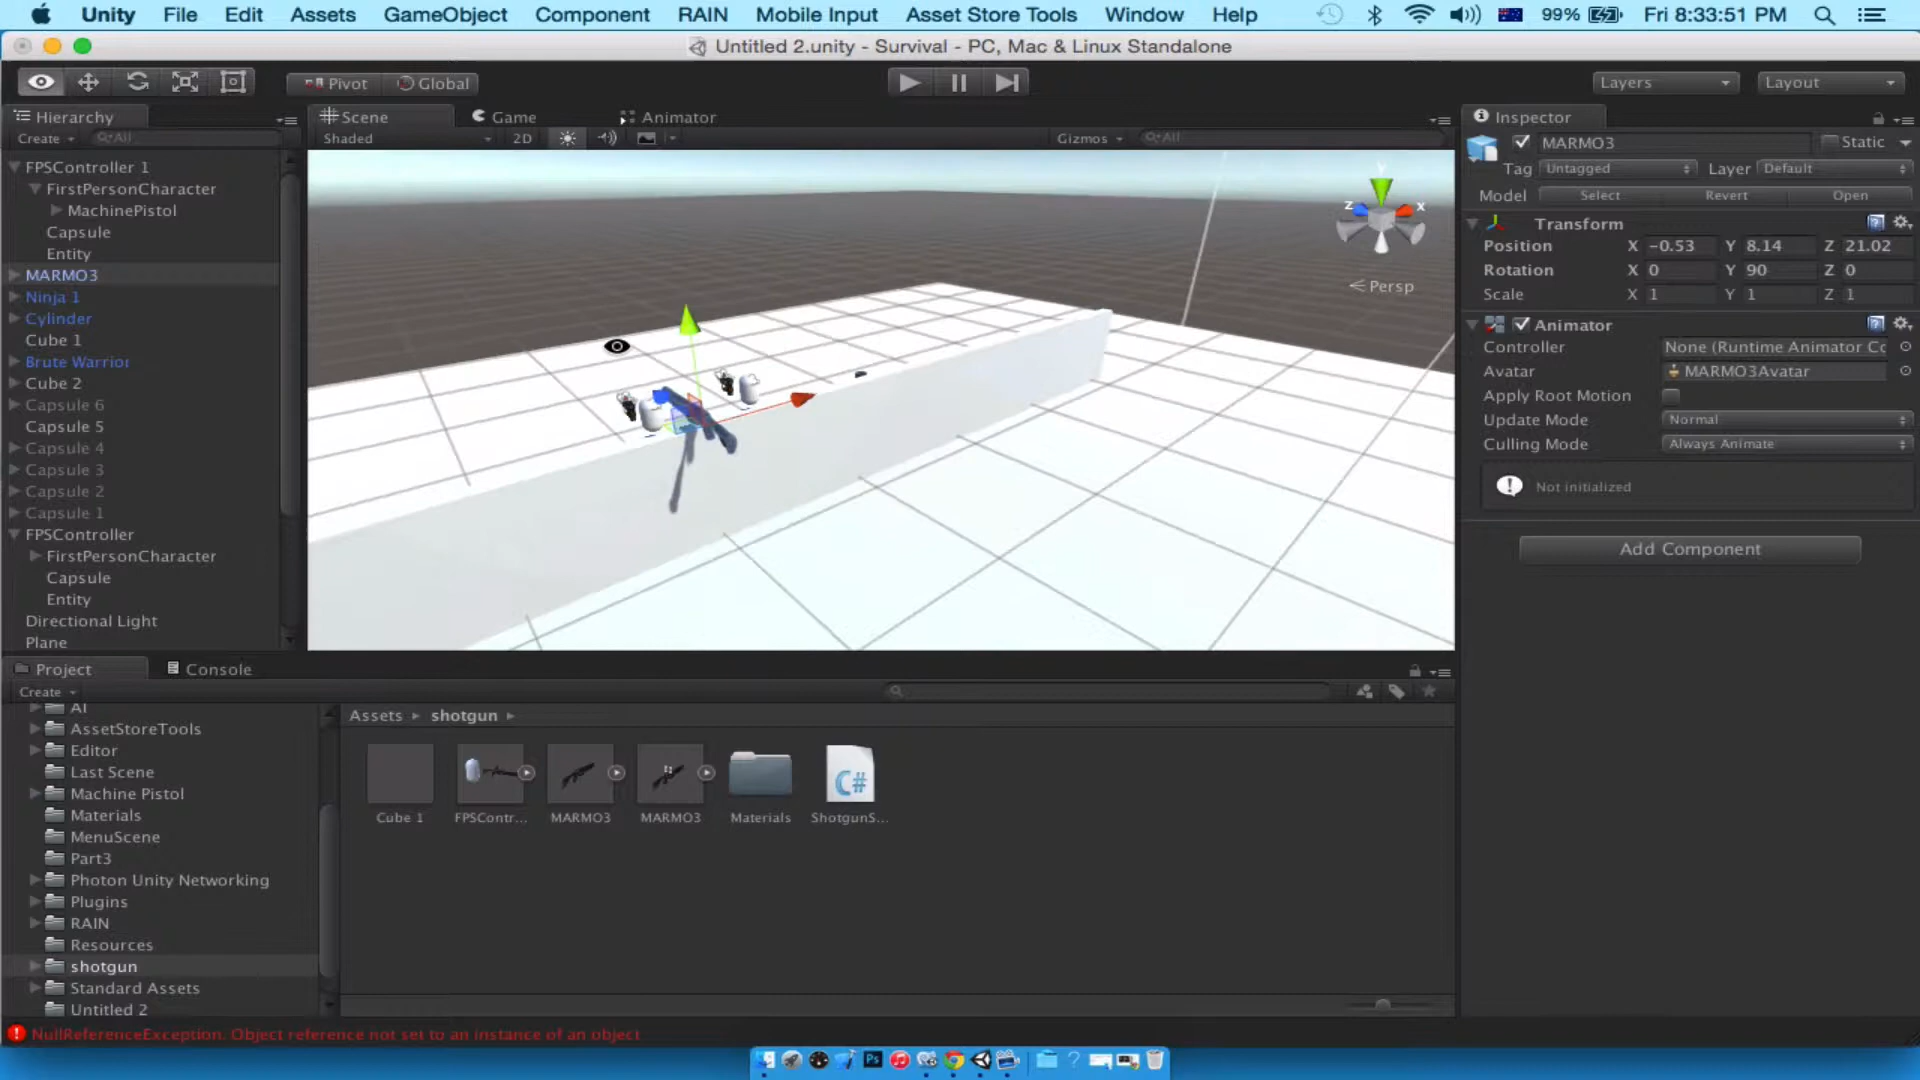 Unity File Edit Assets GameObject Component RAIN Mobile Input Asset Store Tools Window Help 99% Fri 8:33:51 PM
Untitled 2.unity - Survival - PC, Mac & Linux Standalone
Pivot Global Layers Layout
Hierarchy
Create All
FPSController 1
FirstPersonCharacter
MachinePistol
Capsule
Entity
MARMO3
Ninja 1
Cylinder
Cube 1
Brute Warrior
Cube 2
Capsule 6
Capsule 5
Capsule 4
Capsule 3
Capsule 2
Capsule 1
FPSController
FirstPersonCharacter
Capsule
Entity
Directional Light
Plane
Scene Game Animator
Shaded 2D Gizmos All
y
z x
Persp
Inspector
MARMO3 Static
Tag Untagged Layer Default
Model Select Revert Open
Transform
Position X -0.53 Y 8.14 Z 21.02
Rotation X 0 Y 90 Z 0
Scale X 1 Y 1 Z 1
Animator
Controller None (Runtime Animator Cc
Avatar MARMO3Avatar
Apply Root Motion
Update Mode Normal
Culling Mode Always Animate
Not initialized
Add Component
Project Console
Create
AI
AssetStoreTools
Editor
Last Scene
Machine Pistol
Materials
MenuScene
Part3
Photon Unity Networking
Plugins
RAIN
Resources
shotgun
Standard Assets
Untitled 2
Assets shotgun
C#
Cube 1 FPSContr... MARMO3 MARMO3 Materials ShotgunS...
NullReferenceException: Object reference not set to an instance of an object
Ps